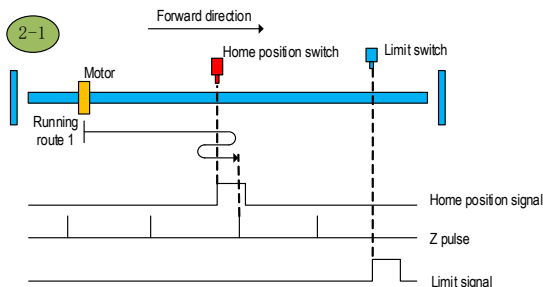 2-1
Forward direction
Home position switch
Limit switch
Motor
Running
route 1
Home position signal
Z pulse
Limit signal